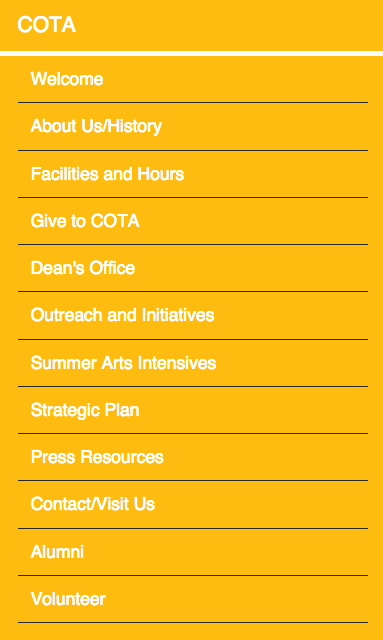 COTA
Welcome
About Us/History
Facilities and Hours
Give to COTA
Dean's Office
Outreach and Initiatives
Summer Arts Intensives
Strategic Plan
Press Resources
Contact/Visit Us
Alumni
Volunteer